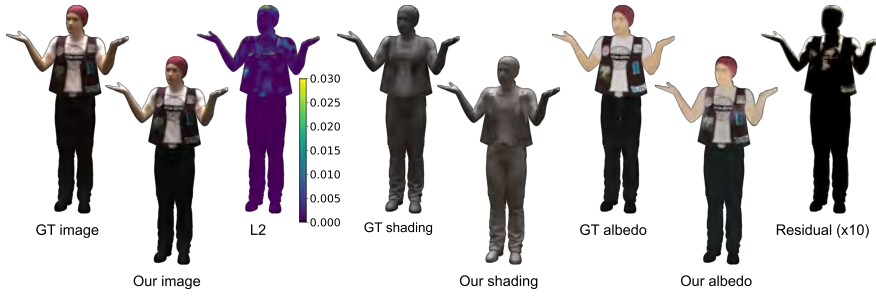 0.030
0.025
0.020
0.015
0.010
0.005
0.000
GT image
L2
GT shading
GT albedo
Residual (x10)
Our image
Our shading
Our albedo